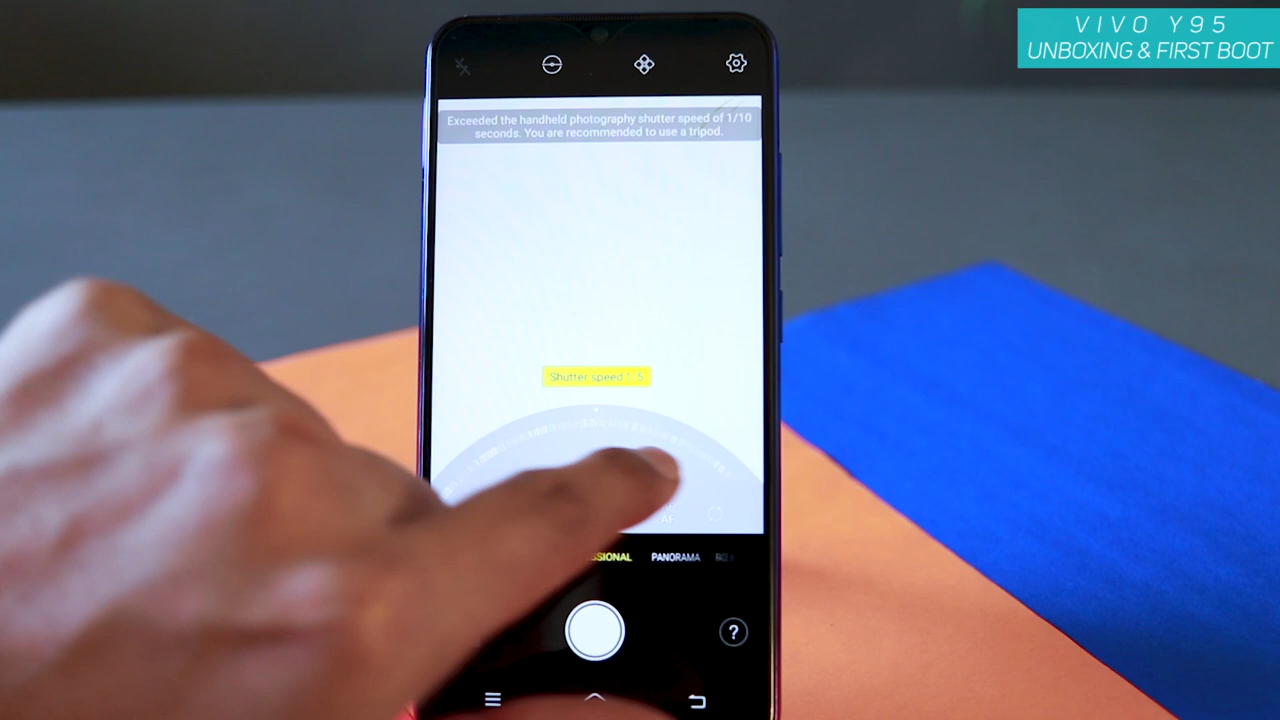 VIVO Y95
UNBOXING & FIRST BOOT
Exceeded the handheld photography shutter speed of 1/10
seconds. You are recommended to use a tripod.
Shutter speed
AF
PANORAMA
?